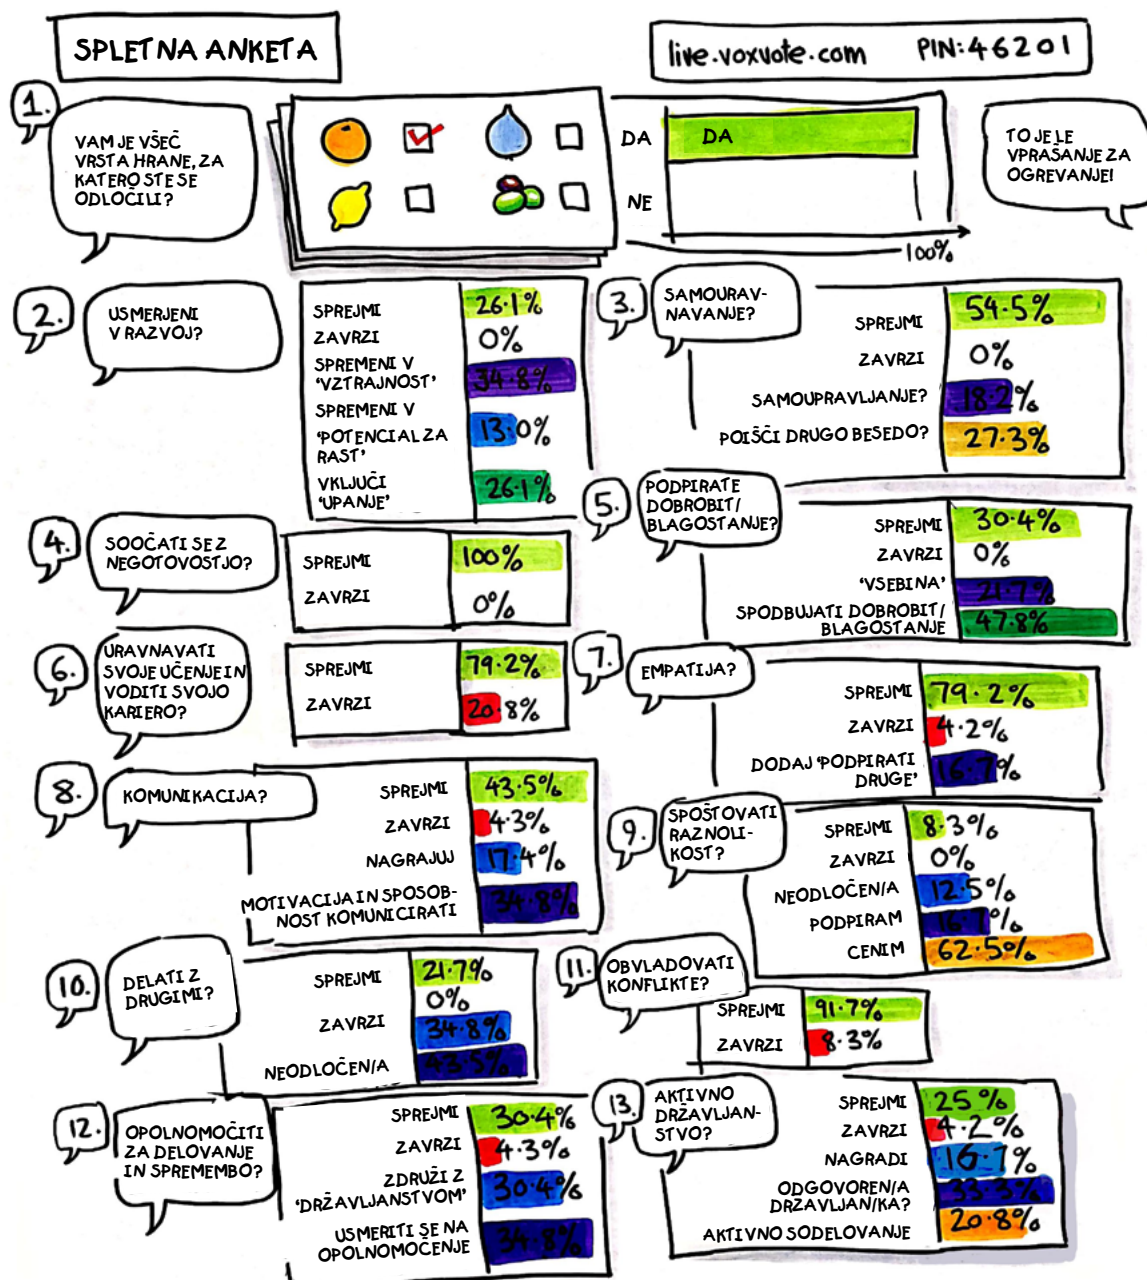 SPLETNA ANKETA
live.voxvote.com PIN:46201
1.
VAM JE VŠEČ
VRSTA HRANE, ZA
KATERO STE SE
ODLOČILI?
DA DA
NE
100%
TO JE LE
VPRAŠANJE ZA
OGREVANJE!
2.
USMERJENI
V RAZVOJ?
SPREJMI 26.1%
ZAVRZI 0%
SPREMENI V
'VZTRAJNOST' 34.8%
SPREMENI V
'POTENCIAL ZA 13.0%
RAST'
VKLJUČI
'UPANJE' 26.1%
3.
SAMOURAV-
NAVANJE?
SPREJMI 54.5%
ZAVRZI 0%
SAMOUPRAVLJANJE? 18.2%
POIŠČI DRUGO BESEDO? 27.3%
4.
SOOČATI SE Z
NEGOTOVOSTJO?
SPREJMI 100%
ZAVRZI 0%
5.
PODPIRATE
DOBROBIT/
BLAGOSTANJE?
SPREJMI 30.4%
ZAVRZI 0%
'VSEBINA' 21.7%
SPODBUJATI DOBROBIT/
BLAGOSTANJE 47.8%
6.
URAVNAVATI
SVOJE UČENJE IN
VODITI SVOJO
KARIERO?
SPREJMI 79.2%
ZAVRZI 20.8%
7.
EMPATIJA?
SPREJMI 79.2%
ZAVRZI 4.2%
DODAJ 'PODPIRATI
DRUGE' 16.7%
8.
KOMUNIKACIJA?
SPREJMI 43.5%
ZAVRZI 4.3%
NAGRAJUJ 17.4%
MOTIVACIJA IN SPOSOB-
NOST KOMUNICIRATI 34.8%
9.
SPOŠTOVATI
RAZNOLI-
KOST?
SPREJMI 8.3%
ZAVRZI 0%
NEODLOČEN/A 12.5%
PODPIRAM 16.7%
CENIM 62.5%
10.
DELATI Z
DRUGIMI?
SPREJMI 21.7%
0%
ZAVRZI 34.8%
NEODLOČEN/A 43.5%
11.
OBVLADOVATI
KONFLIKTE?
SPREJMI 91.7%
ZAVRZI 8.3%
12.
OPOLNOMOČITI
ZA DELOVANJE
IN SPREMEMBO?
SPREJMI 30.4%
ZAVRZI 4.3%
ZDRUŽI Z
'DRŽAVLJANSTVOM' 30.4%
USMERITI SE NA
OPOLNOMOČENJE 34.8%
13.
AKTIVNO
DRŽAVLJAN-
STVO?
SPREJMI 25%
ZAVRZI 4.2%
NAGRADI 16.7%
ODGOVOREN/A 33.3%
DRŽAVLJAN/KA?
AKTIVNO SODELOVANJE 20.8%